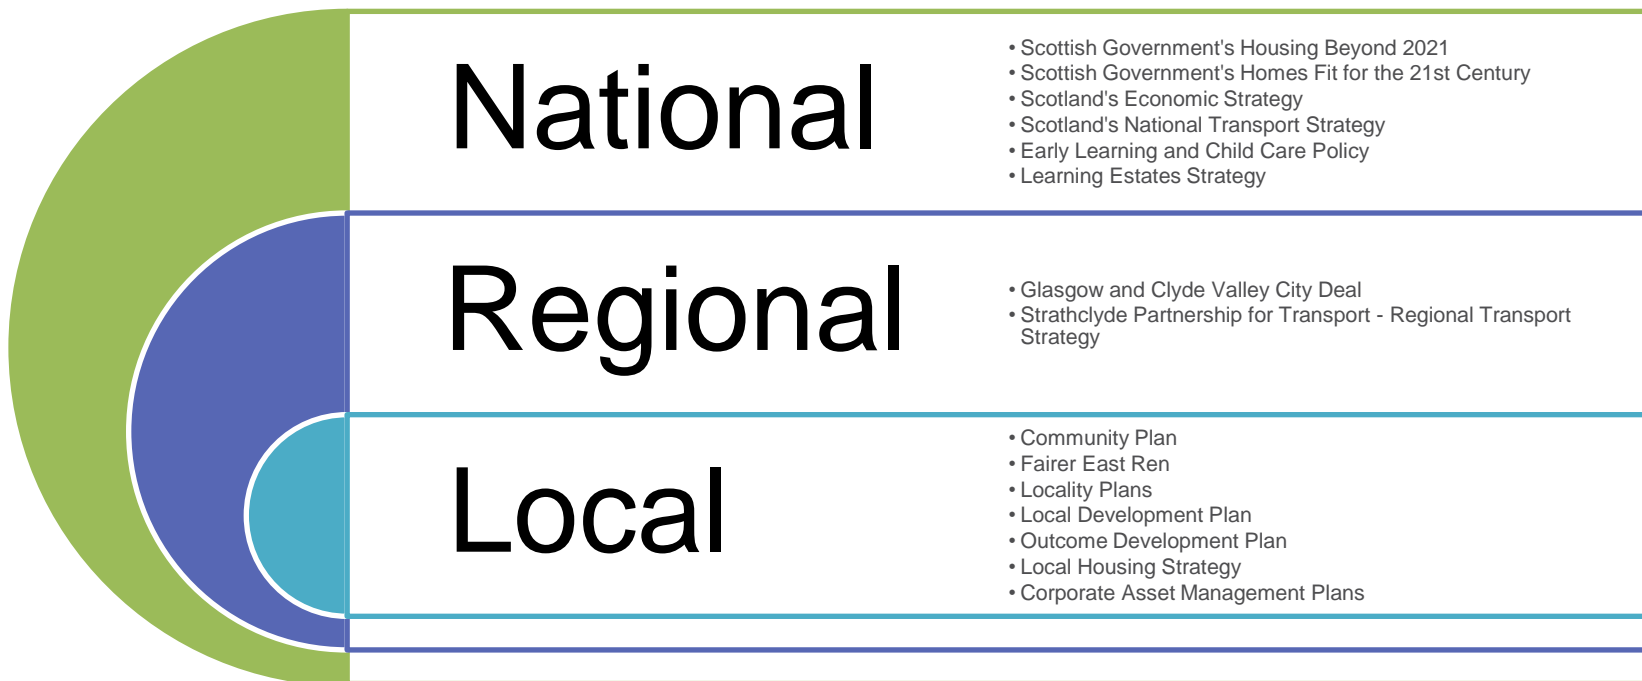 National
• Scottish Government's Housing Beyond 2021
• Scottish Government's Homes Fit for the 21st Century
• Scotland's Economic Strategy
• Scotland's National Transport Strategy
• Early Learning and Child Care Policy
• Learning Estates Strategy
Regional
• Glasgow and Clyde Valley City Deal
• Strathclyde Partnership for Transport - Regional Transport
Strategy
Local
• Community Plan
• Fairer East Ren
• Locality Plans
• Local Development Plan
• Outcome Development Plan
• Local Housing Strategy
• Corporate Asset Management Plans